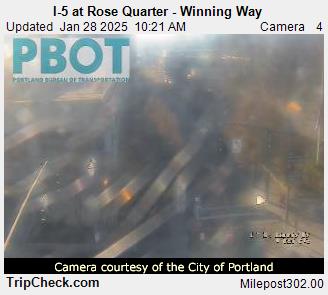 I-5 at Rose Quarter - Winning Way
Updated Jan 28 2025 10:21 AM Camera 4
PBOT
PORTLAND BUREAU OF TRANSPORTATION
Camera courtesy of the City of Portland
TripCheck.com Milepost302.00